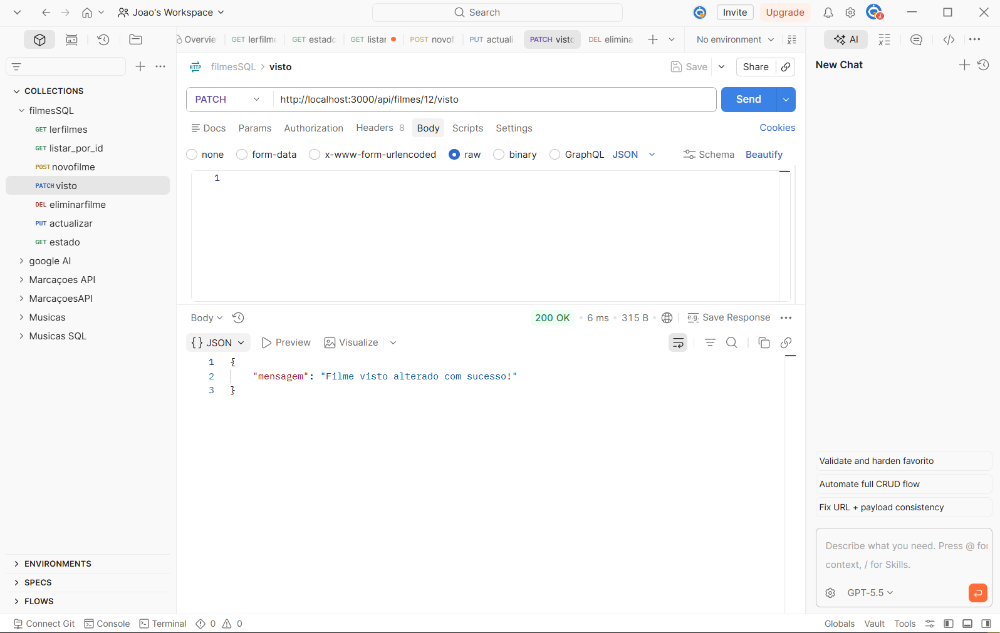 Joao's Workspace
Search
Invite
Upgrade
Overvie
GET lerfilme
GET estado
GET listar
POST novof
PUT actuali
PATCH visto
DEL elimina
No environment
AI
filmesSQL > visto
Save
Share
New Chat
COLLECTIONS
filmesSQL
GET lerfilmes
GET listar_por_id
POST novofilme
PATCH visto
DEL eliminarfilme
PUT actualizar
GET estado
google AI
Marcaçoes API
MarcaçoesAPI
Musicas
Musicas SQL
ENVIRONMENTS
SPECS
FLOWS
HTTP
PATCH
http://localhost:3000/api/filmes/12/visto
Send
Docs
Params
Authorization
Headers 8
Body
Scripts
Settings
Cookies
none
form-data
x-www-form-urlencoded
raw
binary
GraphQL
JSON
Schema
Beautify
1
Body
200 OK
6 ms
315 B
e.g. Save Response
{} JSON
Preview
Visualize
1 {
2 "mensagem": "Filme visto alterado com sucesso!"
3 }
Validate and harden favorito
Automate full CRUD flow
Fix URL + payload consistency
Describe what you need. Press @ for
context, / for Skills.
GPT-5.5
Connect Git
Console
Terminal
0
0
Globals
Vault
Tools